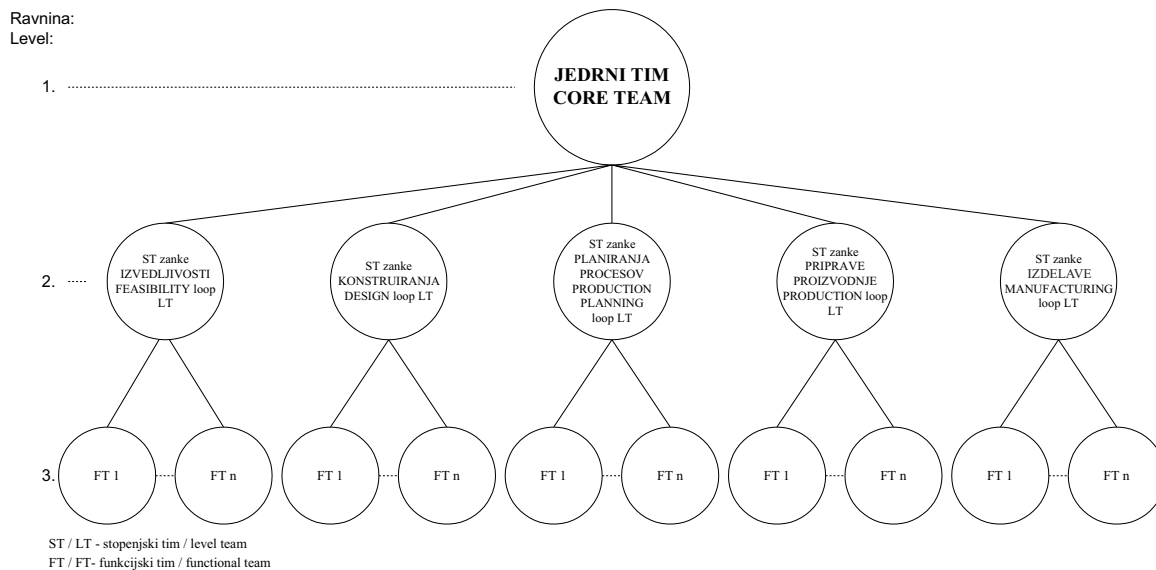 Ravnina:
Level:
JEDRNI TIM
CORE TEAM
1.
ST zanke
IZVEDLJIVOSTI
FEASIBILITY loop
LT
ST zanke
KONSTRUIRANJA
DESIGN loop LT
ST zanke
PLANIRANJA
PROCESOV
PRODUCTION
PLANNING
loop LT
ST zanke
PRIPRAVE
PROIZVODNJE
PRODUCTION loop
LT
ST zanke
IZDELAVE
MANUFACTURING
loop LT
2.
3.
FT 1
FT n
FT 1
FT n
FT 1
FT n
FT 1
FT n
FT 1
FT n
ST / LT - stopenjski tim / level team
FT / FT- funkcijski tim / functional team